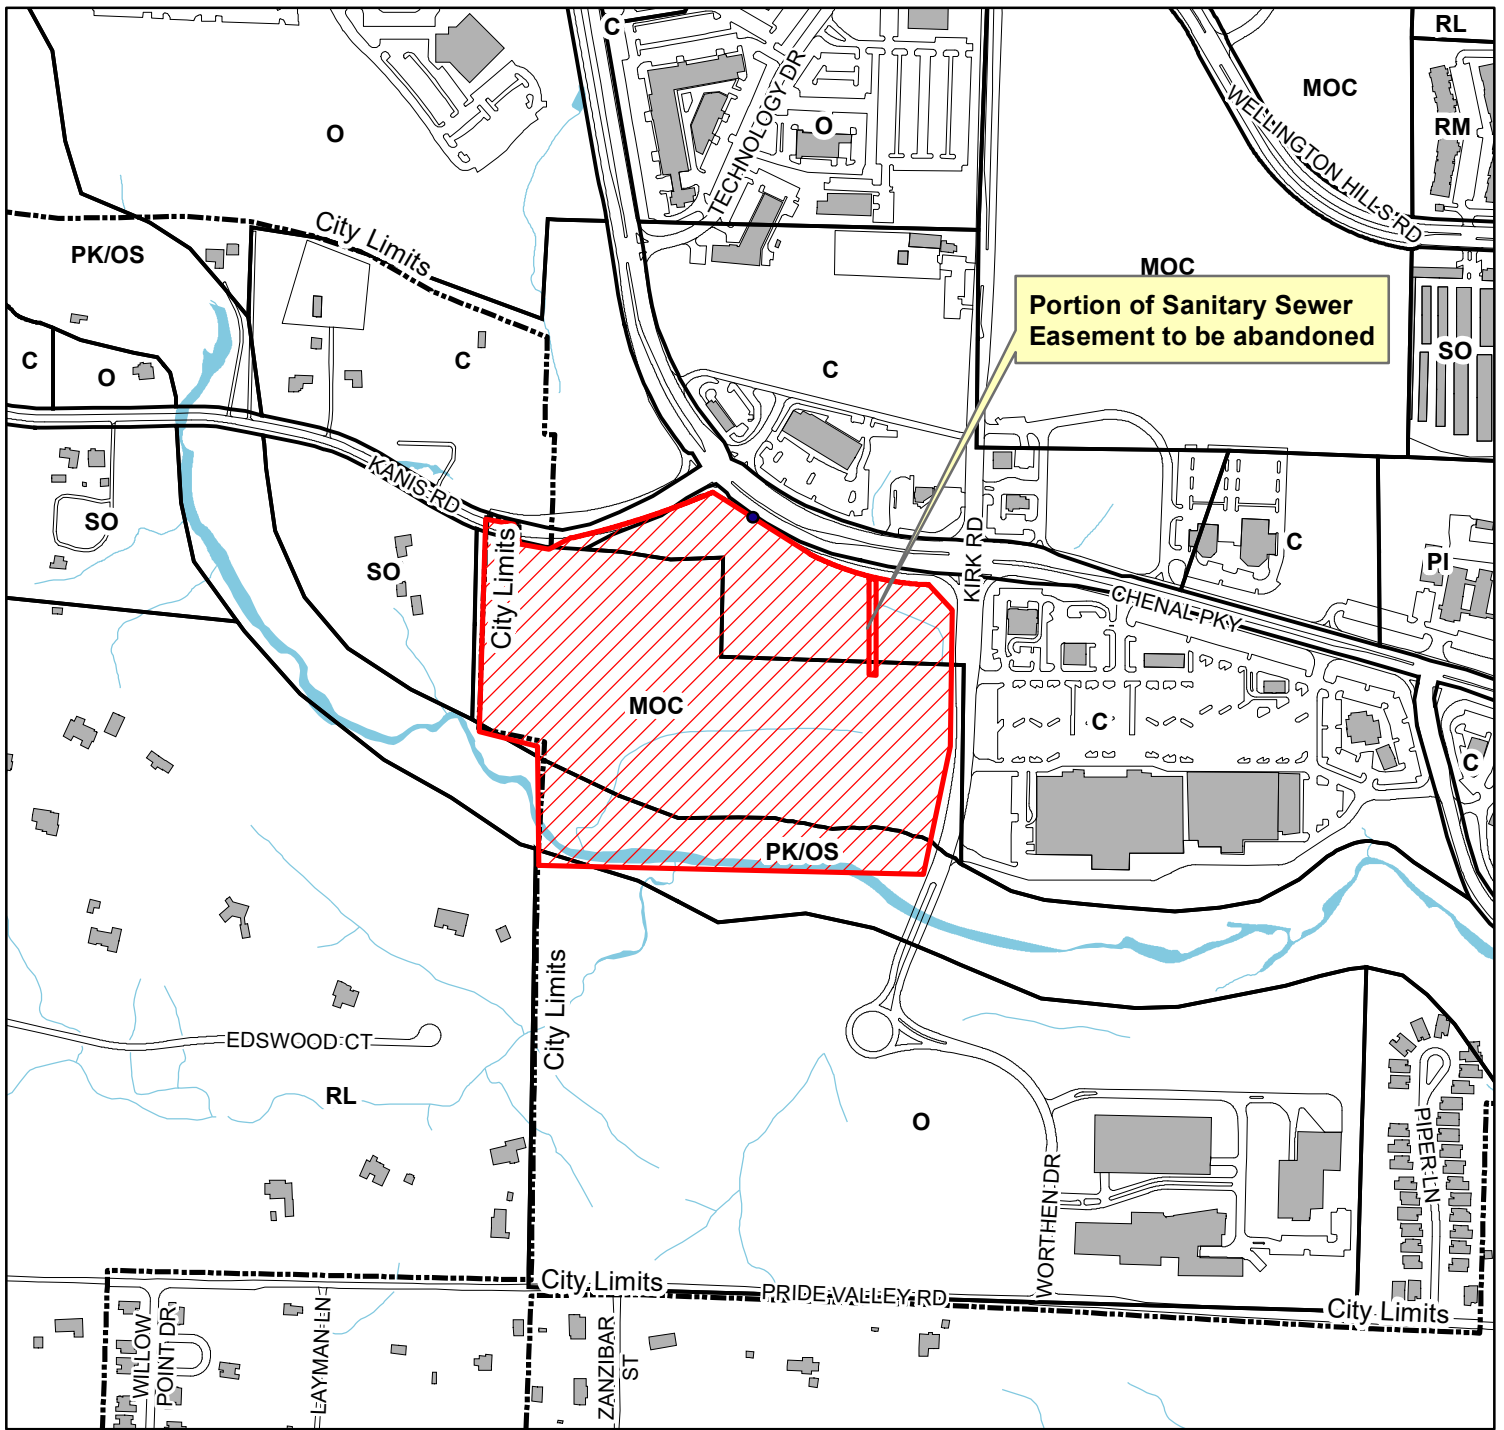 C
RL
MOC
WELLINGTON HILLS RD
RM
O
O
TECHNOLOGY DR
City Limits
PK/OS
MOC
Portion of Sanitary Sewer
Easement to be abandoned
C
O
C
C
SO
KANIS RD
SO
SO
City Limits
KIRK RD
CHENAL PKY
C
PI
MOC
C
C
PK/OS
City Limits
EDSWOOD CT
RL
O
WORTHEN DR
PIPER LN
City Limits
PRIDE VALLEY RD
City Limits
WILLOW
POINT DR
LAYMAN LN
ZANZIBAR
ST